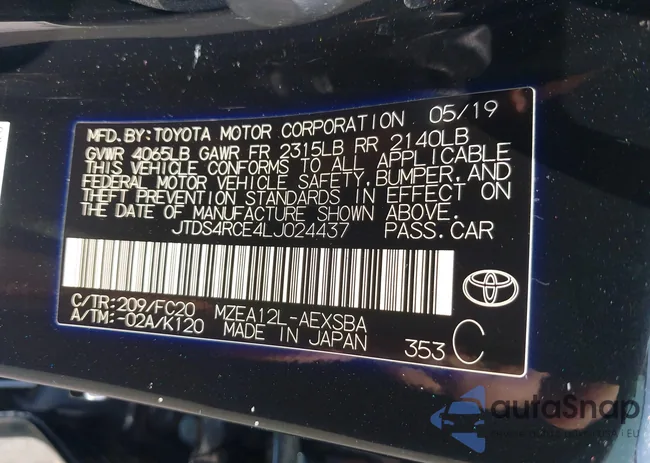 MFD.BY:TOYOTA MOTOR CORPORATION 05/19
GVWR 4065LB GAWR FR 2315LB RR 2140LB
THIS VEHICLE CONFORMS TO ALL APPLICABLE
FEDERAL MOTOR VEHICLE SAFETY,BUMPER,AND
THEFT PREVENTION STANDARDS IN EFFECT ON
THE DATE OF MANUFACTURE SHOWN ABOVE.
JTDS4RCE4LJ024437 PASS.CAR
C/TR:209/FC20 MZEA12L-AEXSBA
A/TM:-02A/K120 MADE IN JAPAN 353 C
autoSnap